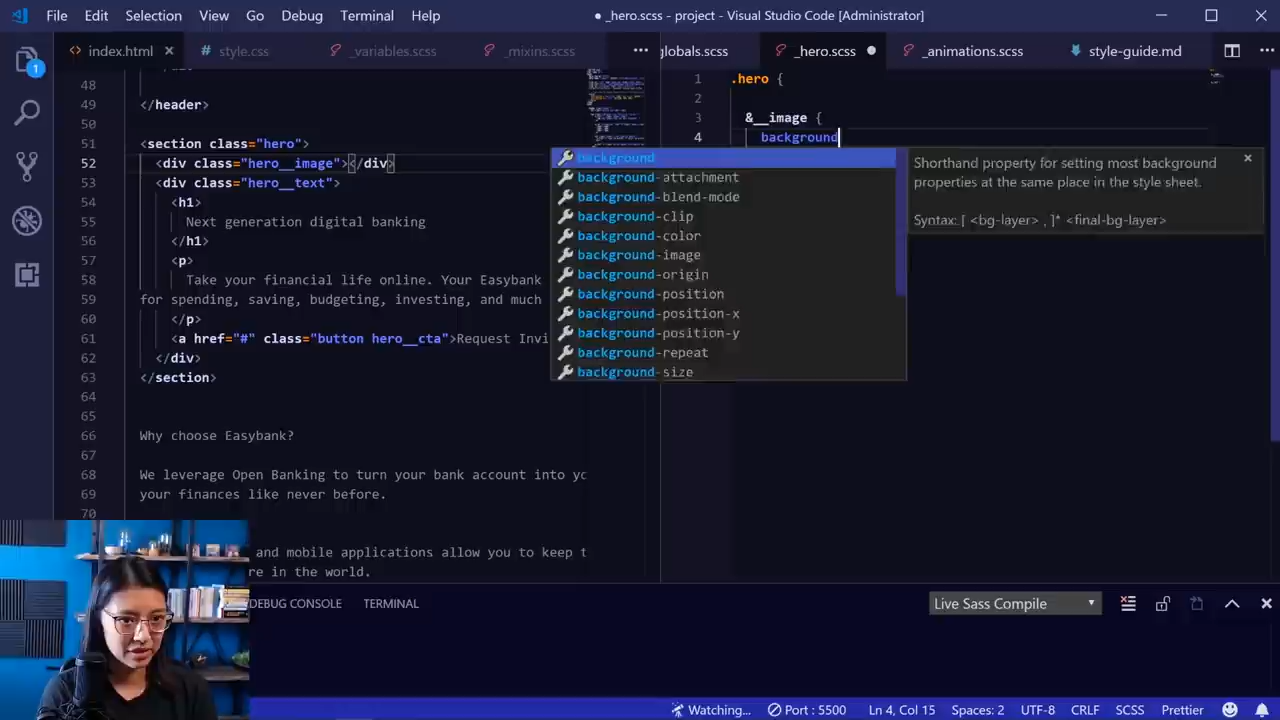 File Edit Selection View Go Debug Terminal Help
● _hero.scss - project - Visual Studio Code [Administrator]
index.html × style.css _variables.scss _mixins.scss ···
globals.scss _hero.scss ● _animations.scss style-guide.md ···
1
48
49 </header>
50
51 <section class="hero">
52 <div class="hero__image"></div>
53 <div class="hero__text">
54 <h1>
55 Next generation digital banking
56 </h1>
57 <p>
58 Take your financial life online. Your Easybank
59 for spending, saving, budgeting, investing, and much
60 </p>
61 <a href="#" class="button hero__cta">Request Invi
62 </div>
63 </section>
64
65
66 Why choose Easybank?
67
68 We leverage Open Banking to turn your bank account into yo
69 your finances like never before.
70
and mobile applications allow you to keep t
re in the world.
1 .hero {
2
3 &__image {
4 background
background
background-attachment
background-blend-mode
background-clip
background-color
background-image
background-origin
background-position
background-position-x
background-position-y
background-repeat
background-size
Shorthand property for setting most background
properties at the same place in the style sheet.
Syntax: [ <bg-layer> , ]* <final-bg-layer>
DEBUG CONSOLE TERMINAL
Live Sass Compile
Watching... Port : 5500 Ln 4, Col 15 Spaces: 2 UTF-8 CRLF SCSS Prettier